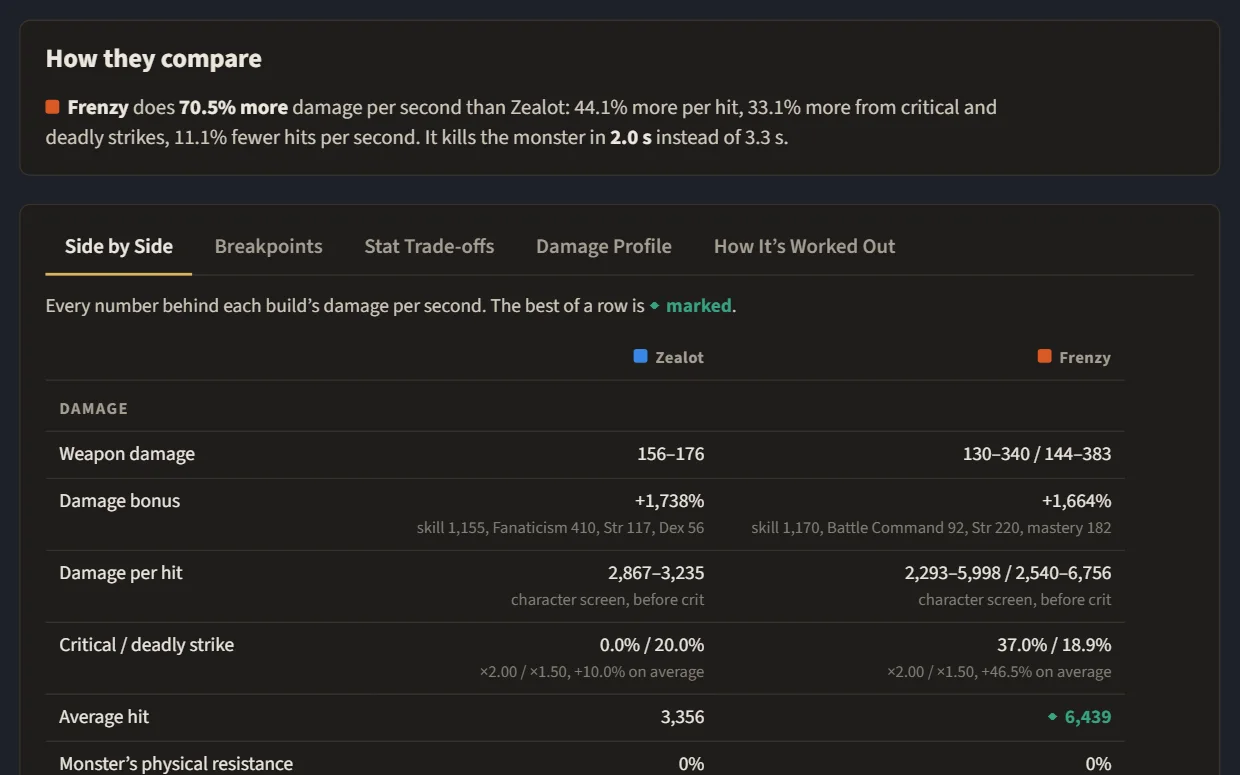 How they compare
Frenzy does 70.5% more damage per second than Zealot: 44.1% more per hit, 33.1% more from critical and
deadly strikes, 11.1% fewer hits per second. It kills the monster in 2.0 s instead of 3.3 s.
Side by Side Breakpoints Stat Trade-offs Damage Profile How It’s Worked Out
Every number behind each build’s damage per second. The best of a row is marked.
Zealot Frenzy
DAMAGE
Weapon damage 156–176 130–340 / 144–383
Damage bonus +1,738% +1,664%
skill 1,155, Fanaticism 410, Str 117, Dex 56 skill 1,170, Battle Command 92, Str 220, mastery 182
Damage per hit 2,867–3,235 2,293–5,998 / 2,540–6,756
character screen, before crit character screen, before crit
Critical / deadly strike 0.0% / 20.0% 37.0% / 18.9%
×2.00 / ×1.50, +10.0% on average ×2.00 / ×1.50, +46.5% on average
Average hit 3,356 6,439
Monster’s physical resistance 0% 0%